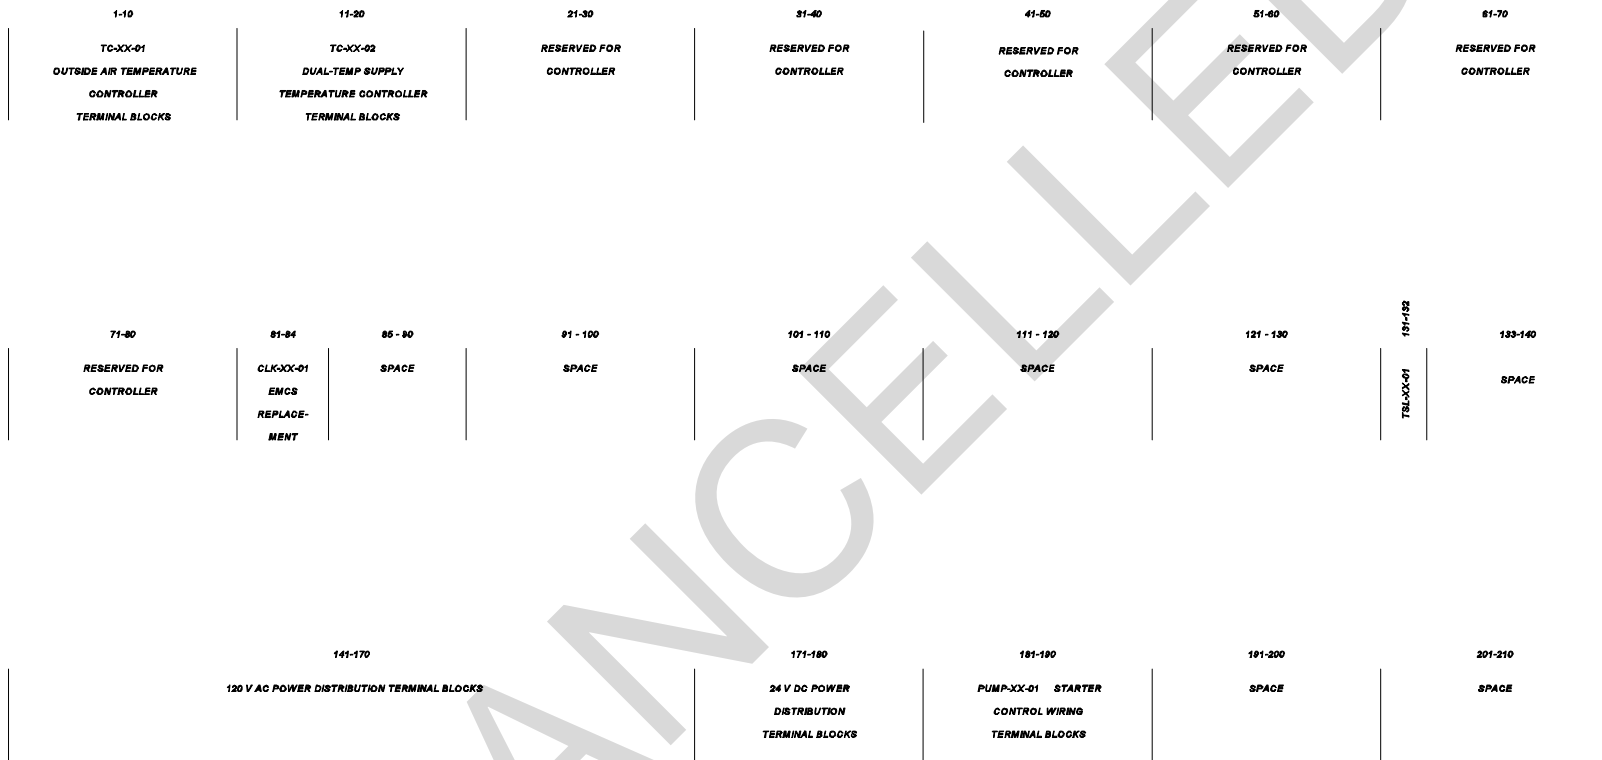 1-10 11-20 21-30 31-40 41-50 51-60 61-70
TC-XX-01
OUTSIDE AIR TEMPERATURE
CONTROLLER
TERMINAL BLOCKS
TC-XX-02
DUAL-TEMP SUPPLY
TEMPERATURE CONTROLLER
TERMINAL BLOCKS
RESERVED FOR
CONTROLLER
RESERVED FOR
CONTROLLER
RESERVED FOR
CONTROLLER
RESERVED FOR
CONTROLLER
RESERVED FOR
CONTROLLER
71-80 81-84 85 - 90 91 - 100 101 - 110 111 - 120 121 - 130 131-132 133-140
RESERVED FOR
CONTROLLER
CLK-XX-01
EMCS
REPLACE-
MENT
SPACE
SPACE
SPACE
SPACE
SPACE
TSL-XX-01
SPACE
141-170 171-180 181-190 191-200 201-210
120 V AC POWER DISTRIBUTION TERMINAL BLOCKS
24 V DC POWER
DISTRIBUTION
TERMINAL BLOCKS
PUMP-XX-01 STARTER
CONTROL WIRING
TERMINAL BLOCKS
SPACE
SPACE
ANCELLED